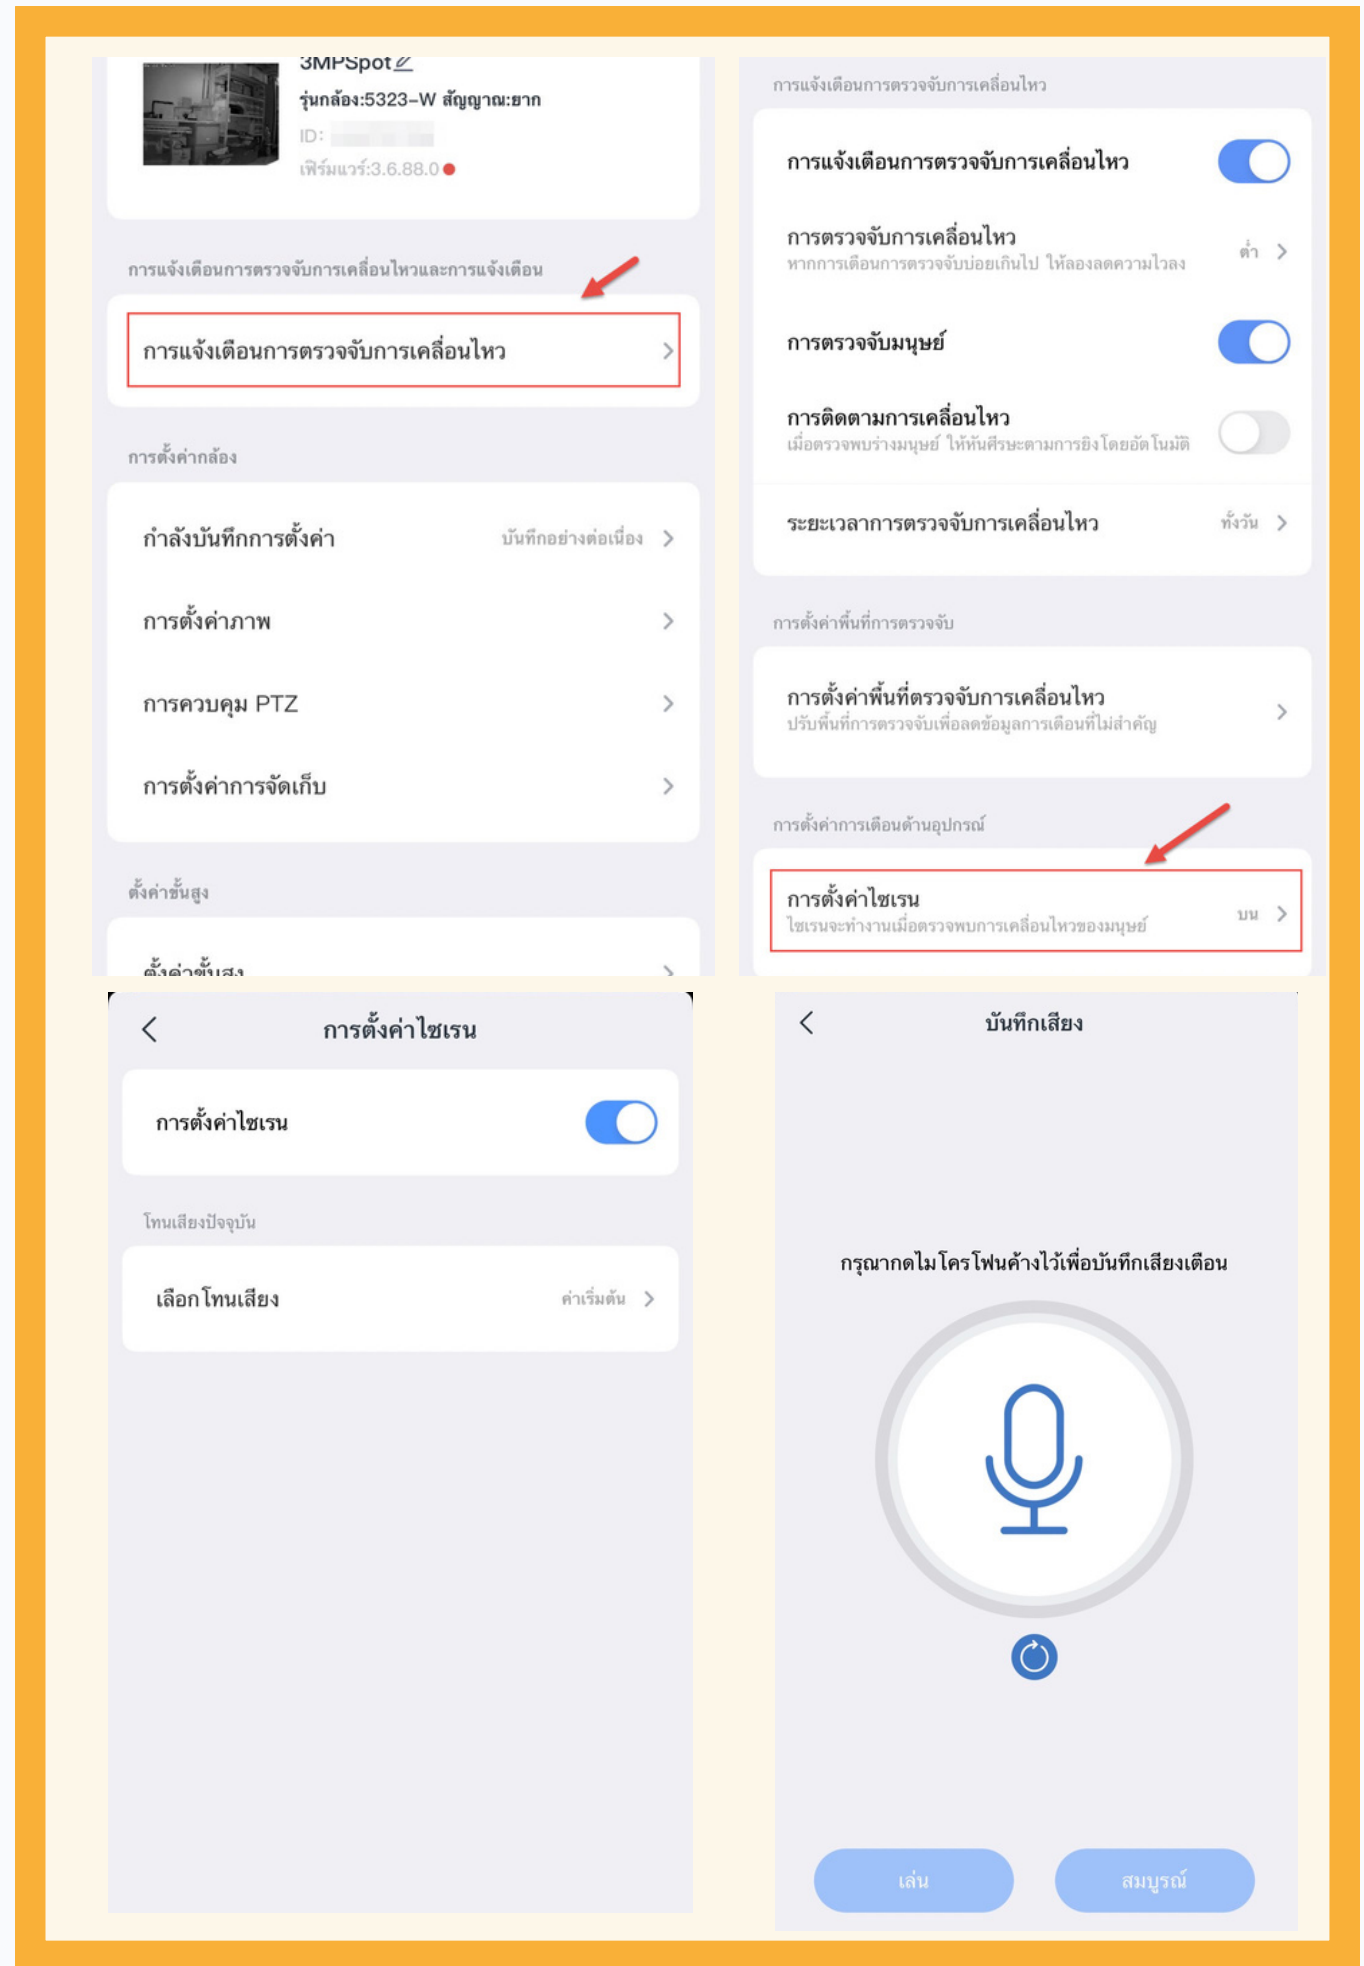 3MPSpot
รุ่นกล้อง:5323-W สัญญาณ:ยาก
ID:
เฟิร์มแวร์:3.6.88.0
การแจ้งเตือนการตรวจจับการเคลื่อนไหวและการแจ้งเตือน
การแจ้งเตือนการตรวจจับการเคลื่อนไหว
การตั้งค่ากล้อง
กำลังบันทึกการตั้งค่า บันทึกอย่างต่อเนื่อง
การตั้งค่าภาพ
การควบคุม PTZ
การตั้งค่าการจัดเก็บ
ตั้งค่าขั้นสูง
ตั้งค่าขั้นสูง
การแจ้งเตือนการตรวจจับการเคลื่อนไหว
การแจ้งเตือนการตรวจจับการเคลื่อนไหว
การตรวจจับการเคลื่อนไหว
หากการเตือนการตรวจจับบ่อยเกินไป ให้ลองลดความไวลง
ต่ำ
การตรวจจับมนุษย์
การติดตามการเคลื่อนไหว
เมื่อตรวจพบร่างมนุษย์ ให้หันศีรษะตามการยิงโดยอัตโนมัติ
ระยะเวลาการตรวจจับการเคลื่อนไหว ทั้งวัน
การตั้งค่าพื้นที่การตรวจจับ
การตั้งค่าพื้นที่ตรวจจับการเคลื่อนไหว
ปรับพื้นที่การตรวจจับเพื่อลดข้อมูลการเตือนที่ไม่สำคัญ
การตั้งค่าการเตือนด้านอุปกรณ์
การตั้งค่าไซเรน
ไซเรนจะทำงานเมื่อตรวจพบการเคลื่อนไหวของมนุษย์
บน
การตั้งค่าไซเรน
การตั้งค่าไซเรน
โทนเสียงปัจจุบัน
เลือกโทนเสียง ค่าเริ่มต้น
บันทึกเสียง
กรุณากดไมโครโฟนค้างไว้เพื่อบันทึกเสียงเตือน
เล่น
สมบูรณ์